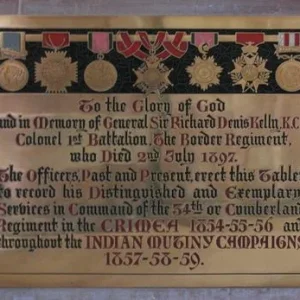 To the Glory of God
and in Memory of General Sir Richard Denis Kelly, K.C.
Colonel 1st Battalion, The Border Regiment,
who Died 2nd July 1897.
The Officers, Past and Present, erect this Tablet
to record his Distinguished and Exemplary
Services in Command of the 34th or Cumberland
Regiment in the CRIMEA 1854-55-56 and
throughout the INDIAN MUTINY CAMPAIGNS
1857-58-59.